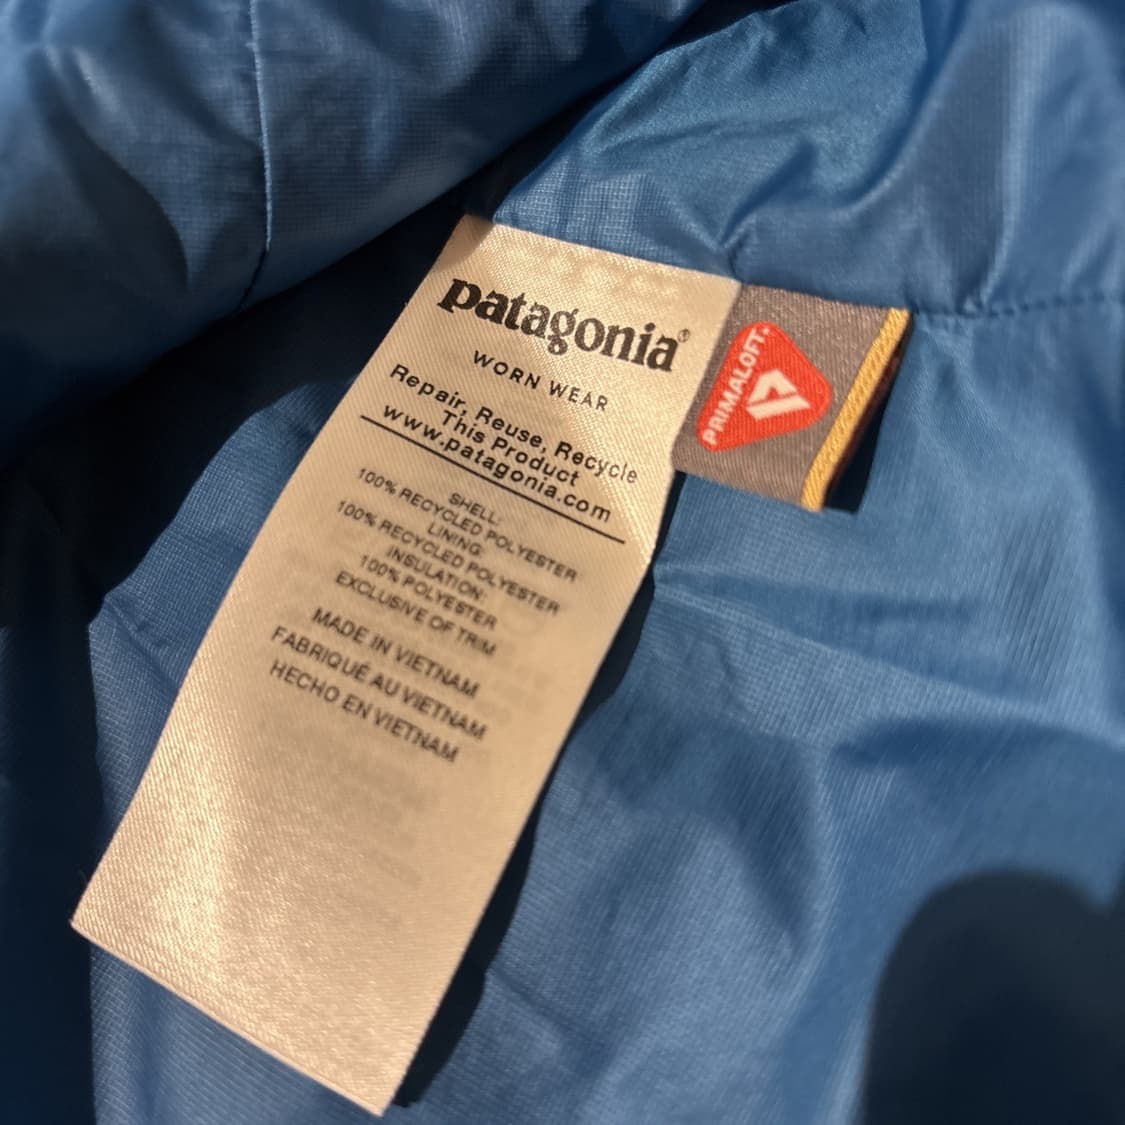 patagonia®
WORN WEAR
Repair, Reuse, Recycle
This Product
www.patagonia.com
SHELL:
100% RECYCLED POLYESTER
LINING:
100% RECYCLED POLYESTER
INSULATION:
100% POLYESTER
EXCLUSIVE OF TRIM
MADE IN VIETNAM
FABRIQUÉ AU VIETNAM
HECHO EN VIETNAM
PRIMALOFT®